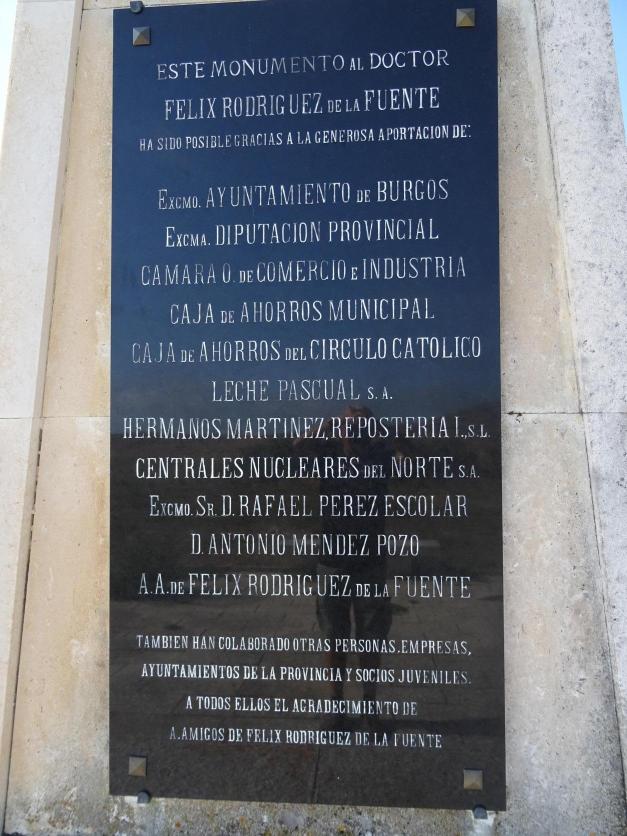 ESTE MONUMENTO AL DOCTOR
FELIX RODRIGUEZ DE LA FUENTE
HA SIDO POSIBLE GRACIAS A LA GENEROSA APORTACION DE:
EXCMO. AYUNTAMIENTO DE BURGOS
EXCMA. DIPUTACION PROVINCIAL
CAMARA O. DE COMERCIO E INDUSTRIA
CAJA DE AHORROS MUNICIPAL
CAJA DE AHORROS DEL CIRCULO CATOLICO
LECHE PASCUAL S.A.
HERMANOS MARTINEZ, REPOSTERIA I., S.L.
CENTRALES NUCLEARES DEL NORTE S.A.
EXCMO. SR. D. RAFAEL PEREZ ESCOLAR
D. ANTONIO MENDEZ POZO
A.A. DE FELIX RODRIGUEZ DE LA FUENTE
TAMBIEN HAN COLABORADO OTRAS PERSONAS. EMPRESAS,
AYUNTAMIENTOS DE LA PROVINCIA Y SOCIOS JUVENILES.
A TODOS ELLOS EL AGRADECIMIENTO DE
A. AMIGOS DE FELIX RODRIGUEZ DE LA FUENTE